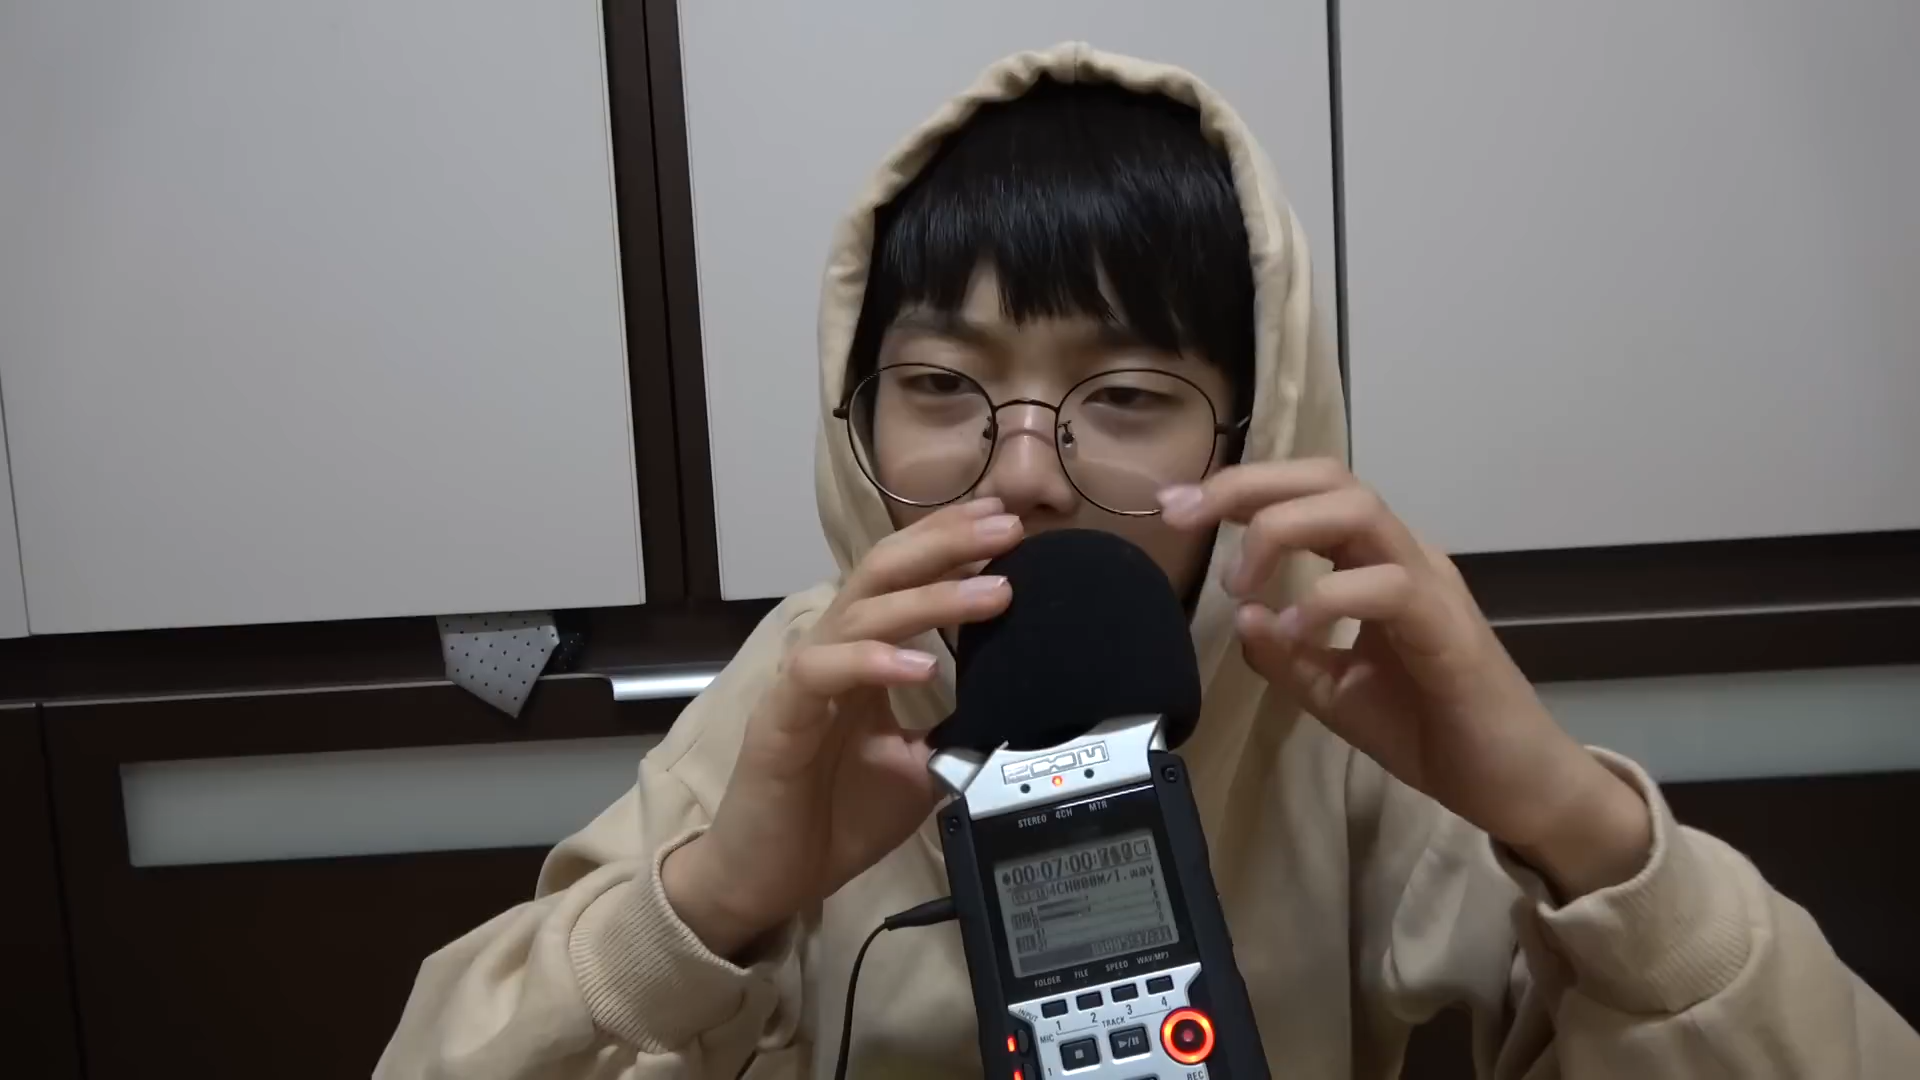 zoom
STEREO 4CH MTR
00:07:00:
4CH000M/1.wav
FOLDER FILE SPEED WAV/MP3
INPUT
1 2 3 4
MIC TRACK
1
REC